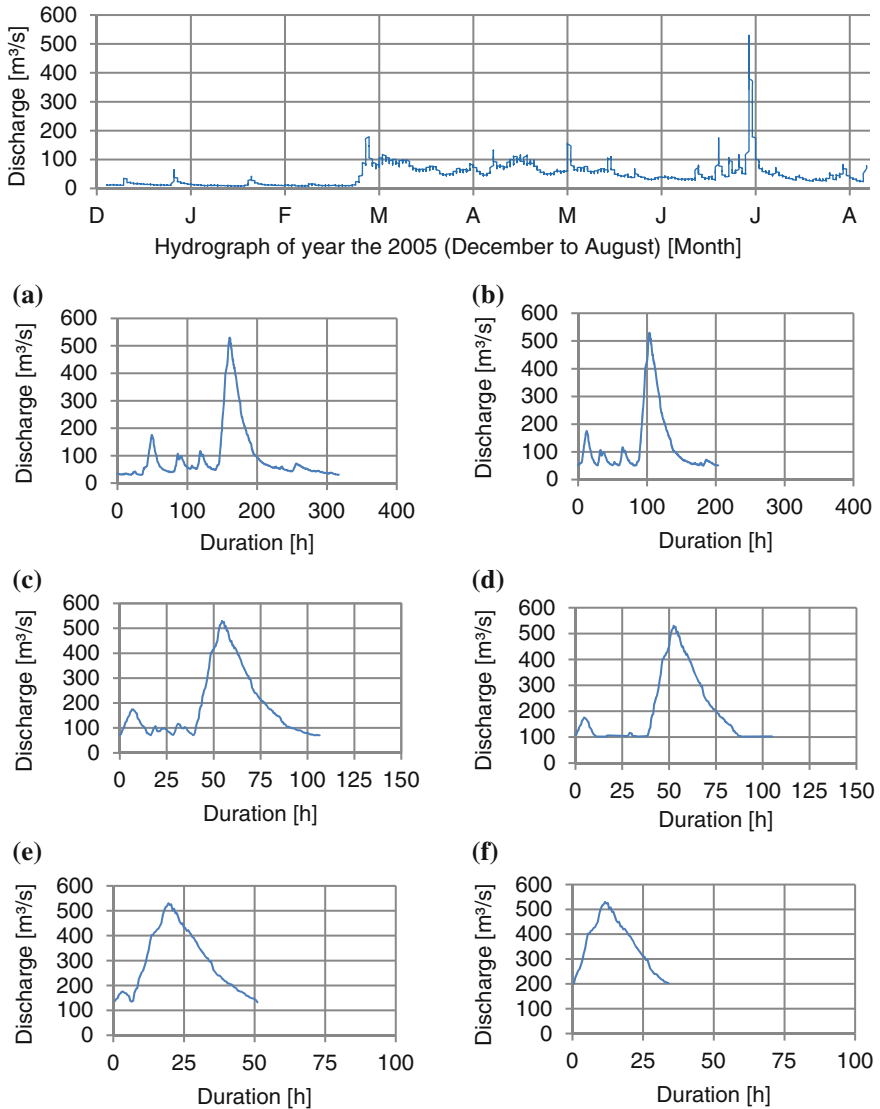 600
500
400
300
200
100
0
Discharge [m³/s]
D J F M A M J J A
Hydrograph of year the 2005 (December to August) [Month]
(a)
600
500
400
300
200
100
0
Discharge [m³/s]
0 100 200 300 400
Duration [h]
(b)
600
500
400
300
200
100
0
Discharge [m³/s]
0 100 200 300 400
Duration [h]
(c)
600
500
400
300
200
100
0
Discharge [m³/s]
0 25 50 75 100 125 150
Duration [h]
(d)
600
500
400
300
200
100
0
Discharge [m³/s]
0 25 50 75 100 125 150
Duration [h]
(e)
600
500
400
300
200
100
0
Discharge [m³/s]
0 25 50 75 100
Duration [h]
(f)
600
500
400
300
200
100
0
Discharge [m³/s]
0 25 50 75 100
Duration [h]